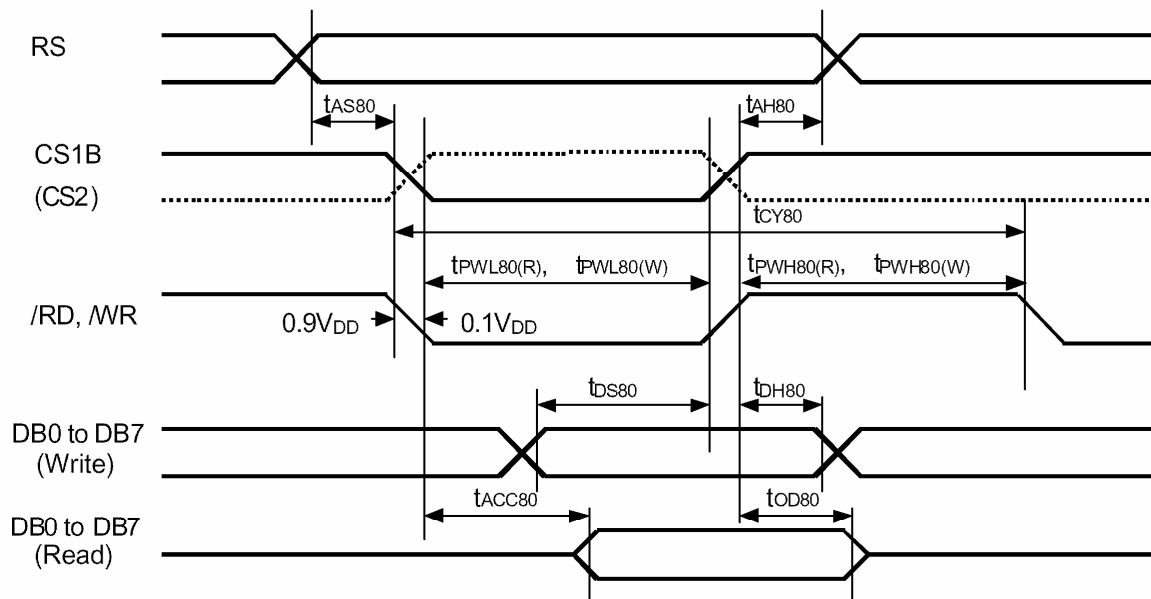 RS
tAS80
tAH80
CS1B
(CS2)
tCY80
tPWL80(R), tPWL80(W)
tPWH80(R), tPWH80(W)
/RD, /WR
0.9VDD
0.1VDD
tDS80
tDH80
DB0 to DB7
(Write)
tACC80
tOD80
DB0 to DB7
(Read)